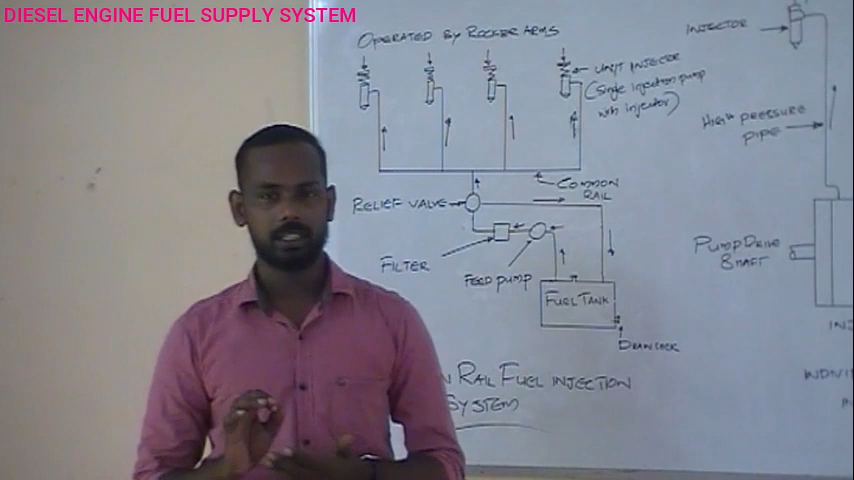 DIESEL ENGINE FUEL SUPPLY SYSTEM
OPERATED BY ROCKER ARMS
UNIT INJECTOR
(Single injection pump
with injector)
COMMON
RAIL
RELIEF VALVE
FILTER
FEED PUMP
FUEL TANK
DRAIN COCK
N RAIL FUEL INJECTION
SYSTEM
INJECTOR
HIGH PRESSURE
PIPE
PUMP DRIVE
SHAFT
INJ
INDIVI